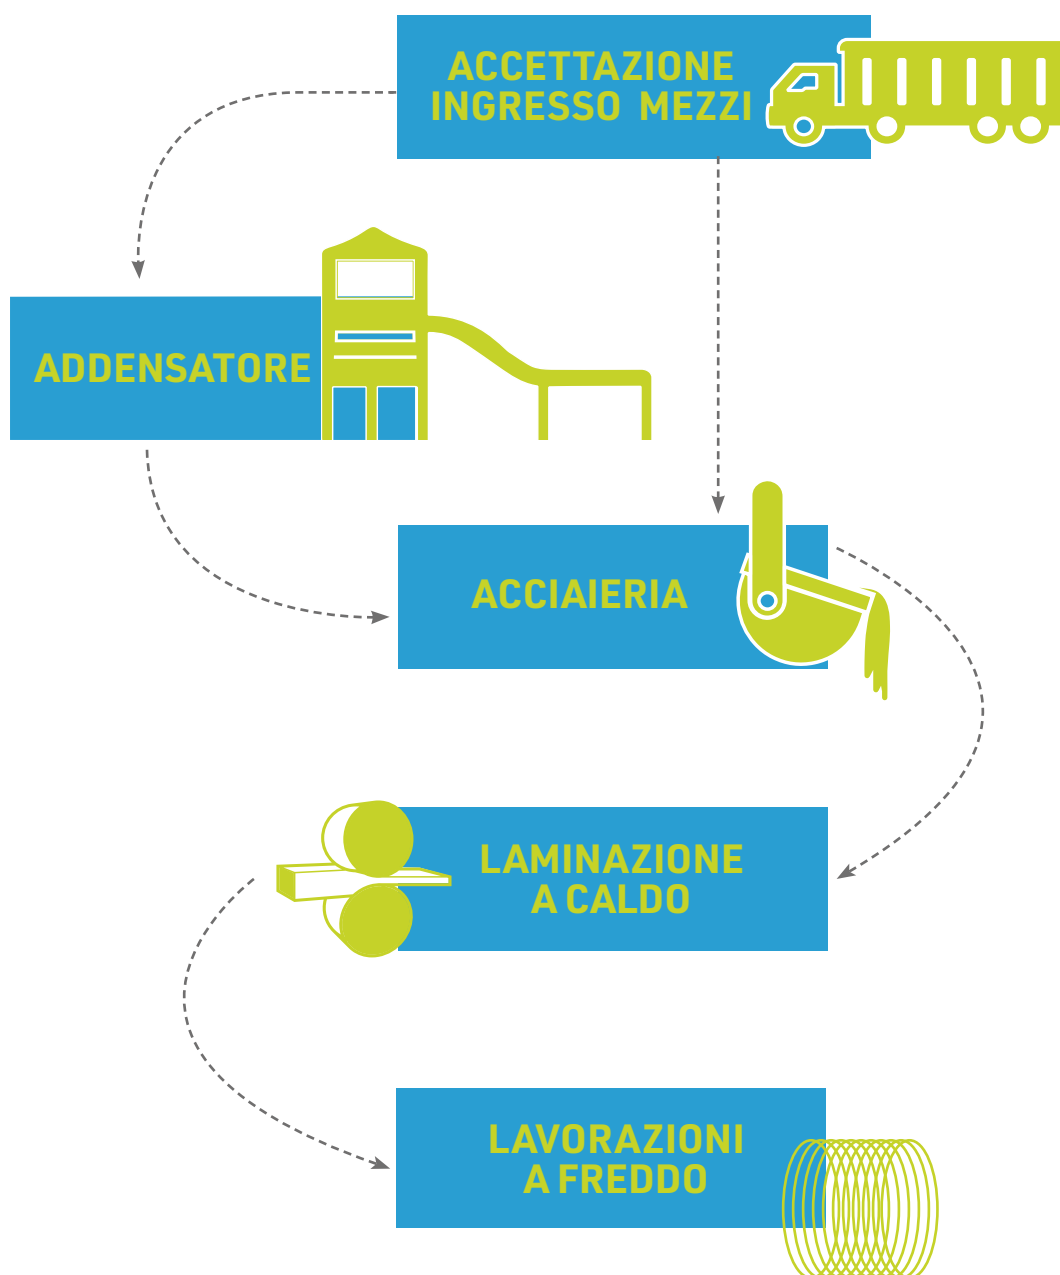 ACCETTAZIONE
INGRESSO MEZZI
ADDENSATORE
ACCIAIERIA
LAMINAZIONE
A CALDO
LAVORAZIONI
A FREDDO